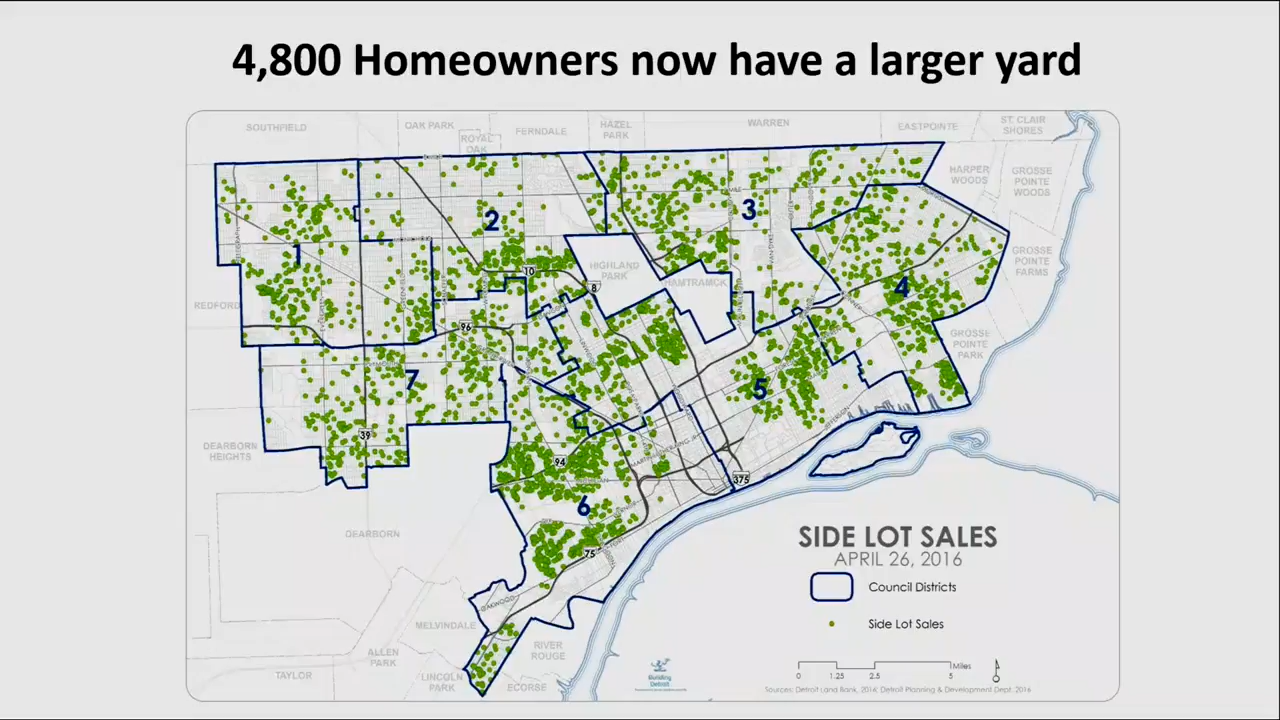 4,800 Homeowners now have a larger yard
SOUTHFIELD
OAK PARK
ROYAL
OAK
FERNDALE
HAZEL
PARK
WARREN
EASTPOINTE
ST. CLAIR
SHORES
HARPER
WOODS
GROSSE
POINTE
WOODS
1
2
3
HIGHLAND
PARK
HAMTRAMCK
GROSSE
POINTE
FARMS
REDFORD
10
8
4
96
GROSSE
POINTE
PARK
7
5
39
DEARBORN
HEIGHTS
94
375
6
DEARBORN
75
OAKWOOD
MELVINDALE
ALLEN
PARK
RIVER
ROUGE
TAYLOR
LINCOLN
PARK
ECORSE
SIDE LOT SALES
APRIL 26, 2016
Council Districts
Side Lot Sales
Building
Detroit
0 1.25 2.5 5 Miles
Sources: Detroit Land Bank, 2016; Detroit Planning & Development Dept. 2016